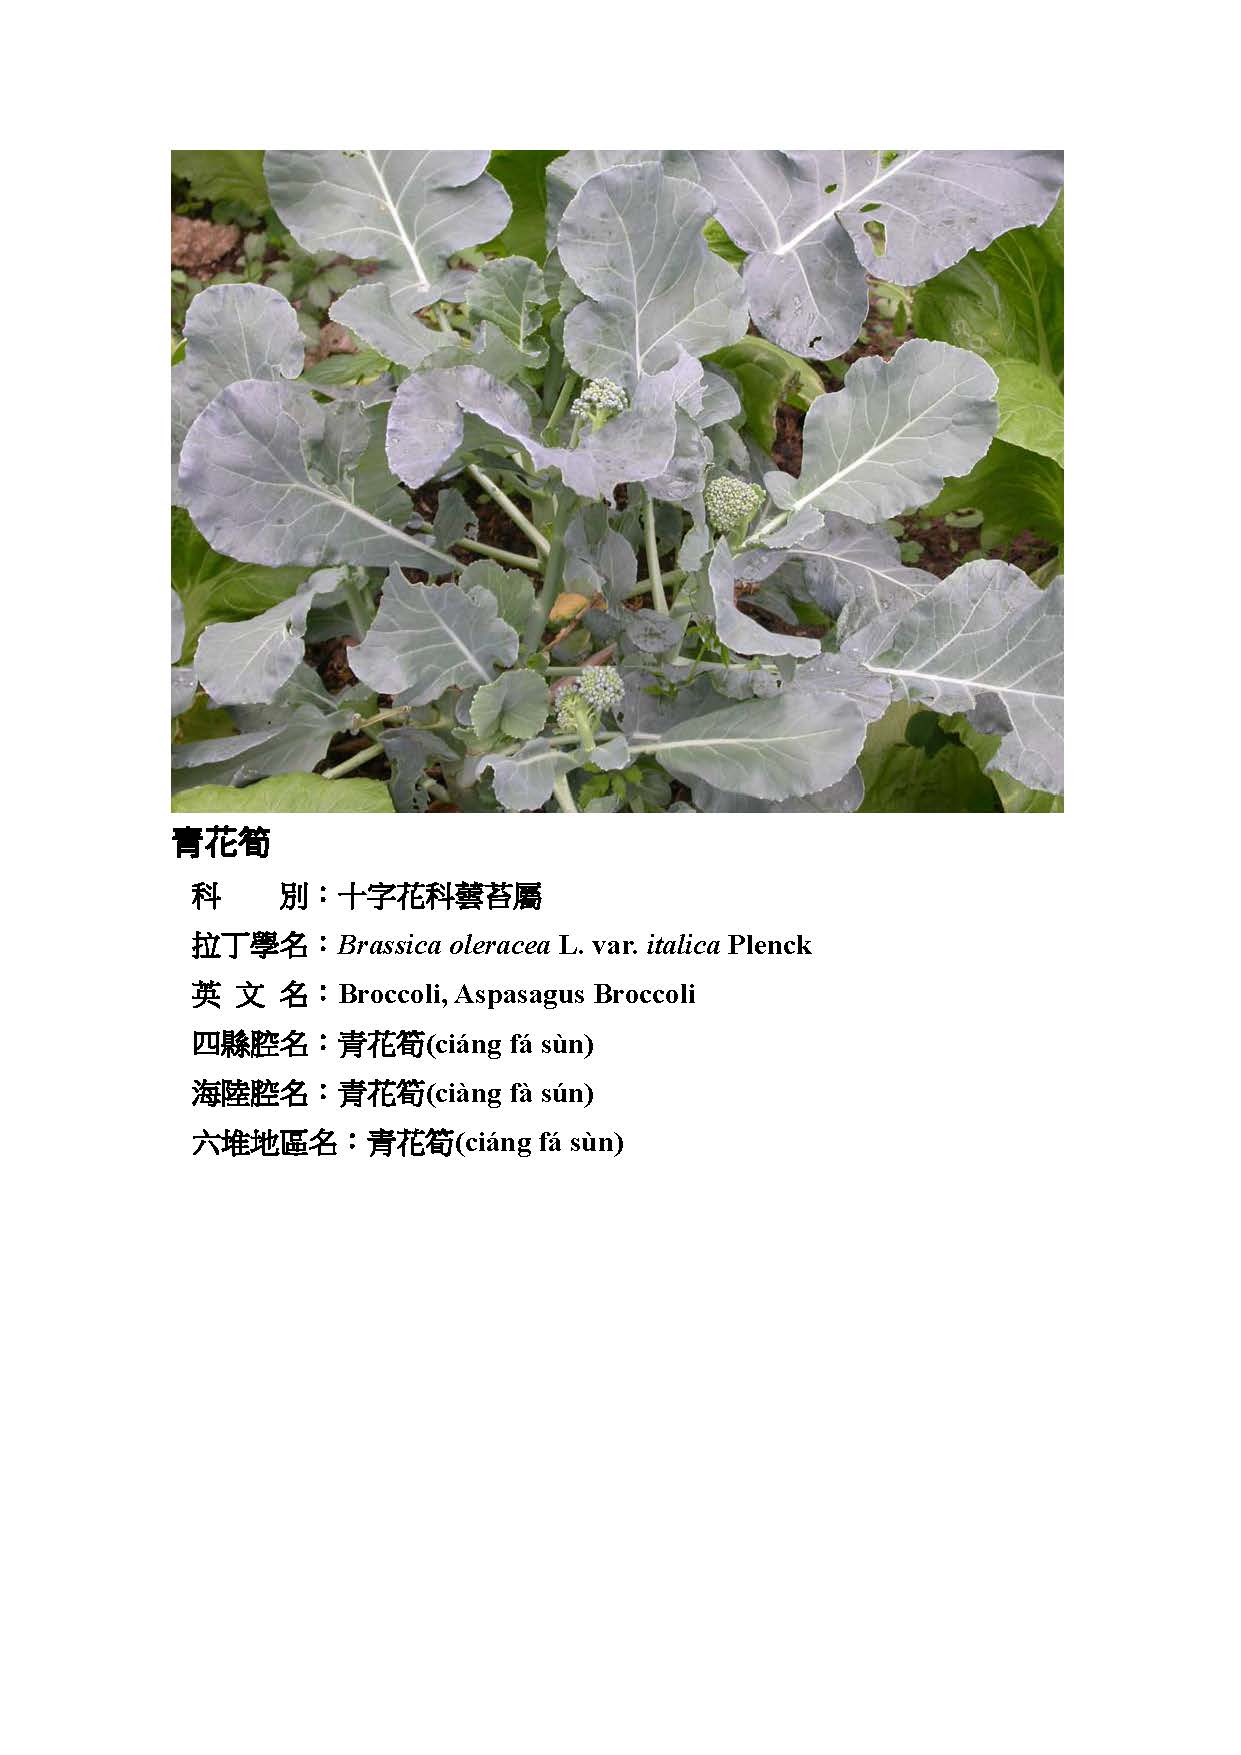 青花筍
科　　別：十字花科蕓苔屬
拉丁學名：Brassica oleracea L. var. italica Plenck
英 文 名：Broccoli, Aspasagus Broccoli
四縣腔名：青花筍(ciáng fá sùn)
海陸腔名：青花筍(ciàng fà sún)
六堆地區名：青花筍(ciáng fá sùn)